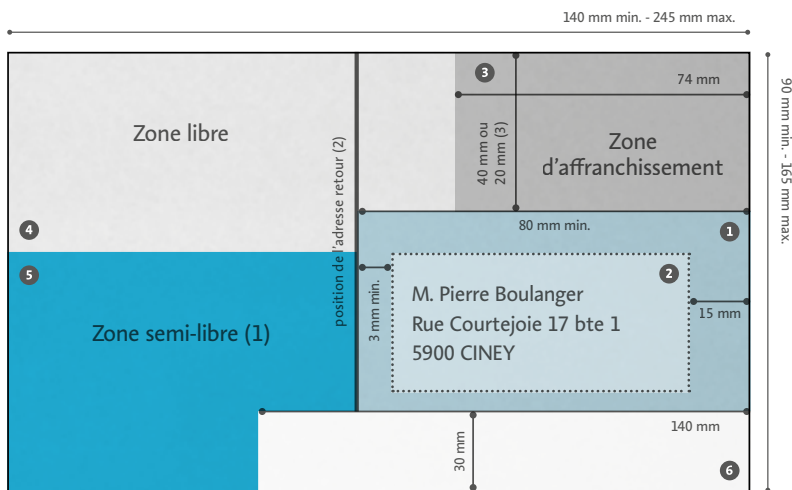 140 mm min. - 245 mm max.
3
74 mm
Zone libre
40 mm ou
20 mm (3)
Zone
d'affranchissement
90 mm min. - 165 mm max.
position de l'adresse retour (2)
4
80 mm min.
1
5
2
3 mm min.
M. Pierre Boulanger
Rue Courtejoie 17 bte 1
5900 CINEY
15 mm
Zone semi-libre (1)
140 mm
30 mm
6